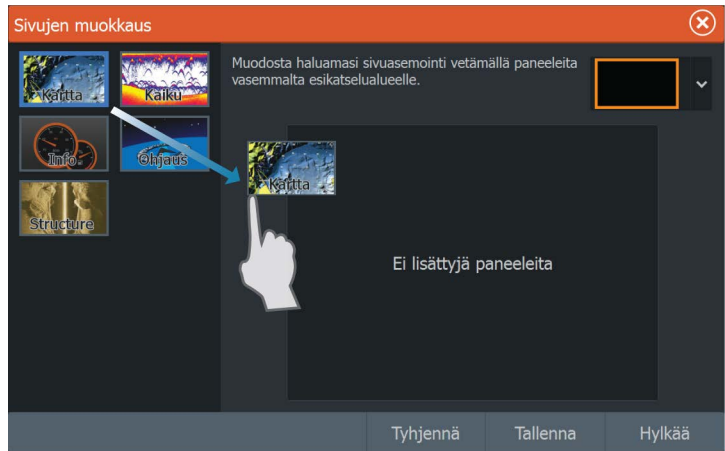 Sivujen muokkaus
Kartta
Kaiku
Info
Ohjaus
Structure
Muodosta haluamasi sivuasemointi vetämällä paneeleita
vasemmalta esikatselualueelle.
Kartta
Ei lisättyjä paneeleita
Tyhjennä
Tallenna
Hylkää